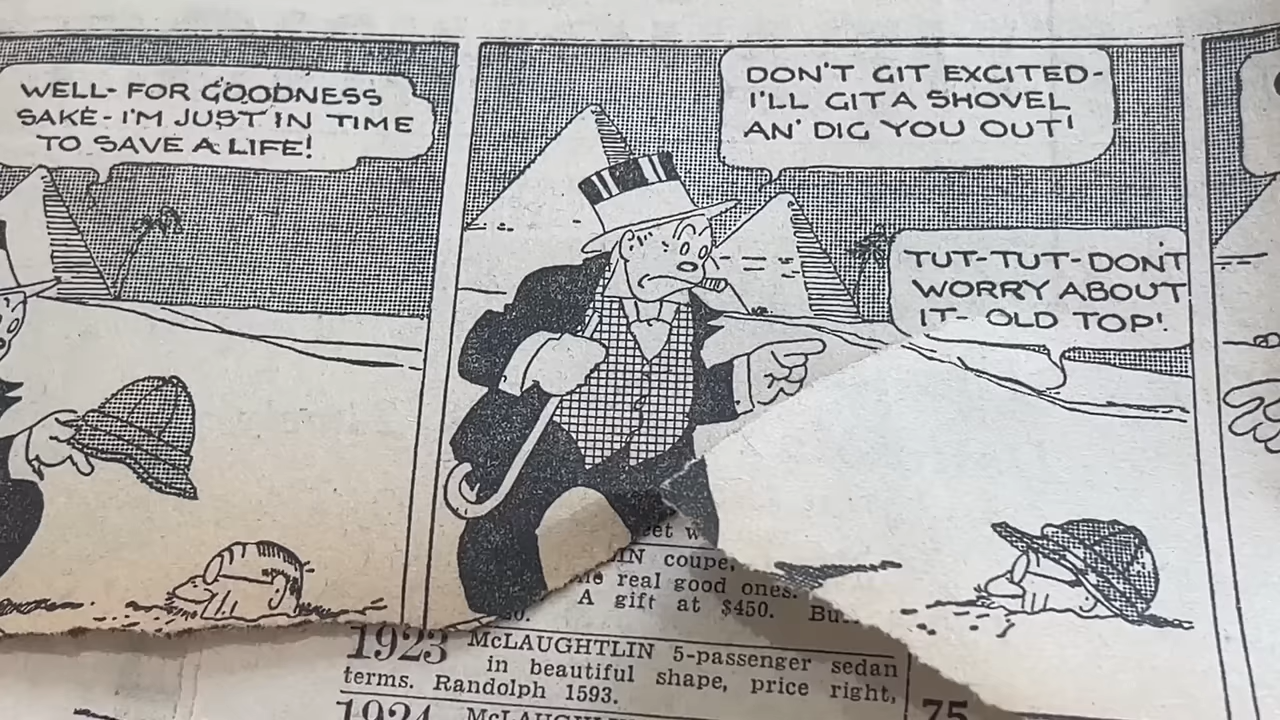 WELL- FOR GOODNESS
SAKE - I'M JUST IN TIME
TO SAVE A LIFE!
DON'T GIT EXCITED-
I'LL GIT A SHOVEL
AN' DIG YOU OUT!
TUT-TUT-DON'T
WORRY ABOUT
IT- OLD TOP!
IN coupe,
real good ones.
A gift at $450.
1923 McLAUGHTLIN 5-passenger sedan
in beautiful shape, price right,
terms. Randolph 1593.
1924
75